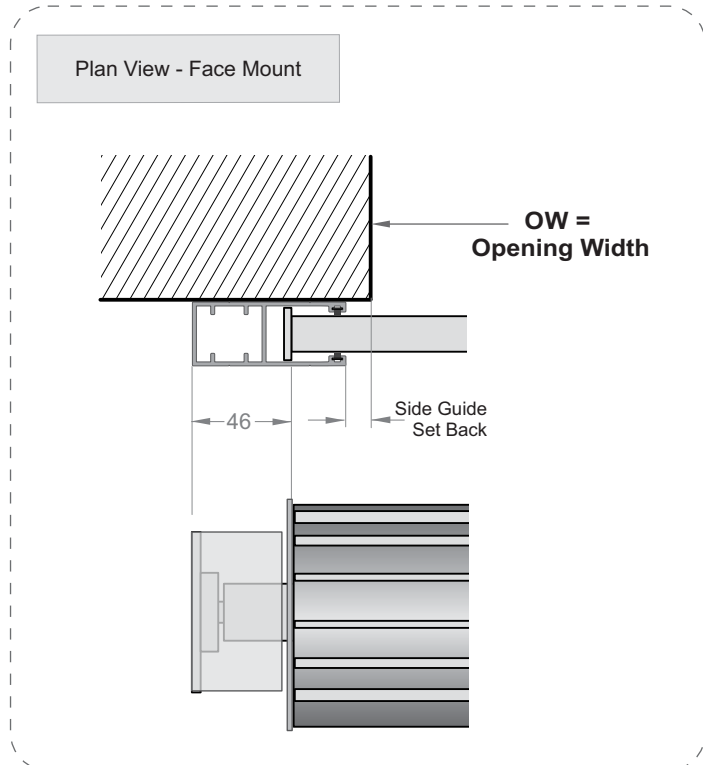 Plan View - Face Mount
OW =
Opening Width
46
Side Guide
Set Back